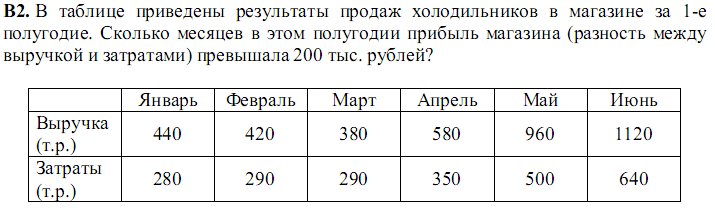 В2. В таблице приведены результаты продаж холодильников в магазине за 1-е
полугодие. Сколько месяцев в этом полугодии прибыль магазина (разность между
выручкой и затратами) превышала 200 тыс. рублей?
Январь Февраль Март Апрель Май Июнь
Выручка
(т.р.) 440 420 380 580 960 1120
Затраты
(т.р.) 280 290 290 350 500 640